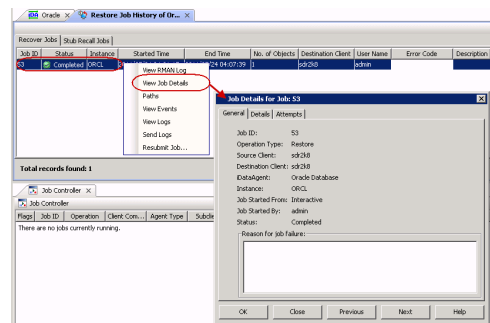 iDA Oracle × Restore Job History of Or... ×
Recover Jobs Stub Recall Jobs
Job ID Status Instance Started Time End Time No. of Objects Destination Client User Name Error Code Description
53 Completed ORCL /24 04:07:39 1 sdr2k8 admin
View RMAN Log
View Job Details
Paths
View Events
View Logs
Send Logs
Resubmit Job...
Total records found: 1
Job Controller ×
Job Controller
Flags Job ID Operation Client Com... Agent Type Subclie
There are no jobs currently running.
Job Details for Job: 53
General Details Attempts
Job ID: 53
Operation Type: Restore
Source Client: sdr2k8
Destination Client: sdr2k8
iDataAgent: Oracle Database
Instance: ORCL
Job Started From: Interactive
Job Started By: admin
Status: Completed
Reason for job failure:
OK Close Previous Next Help